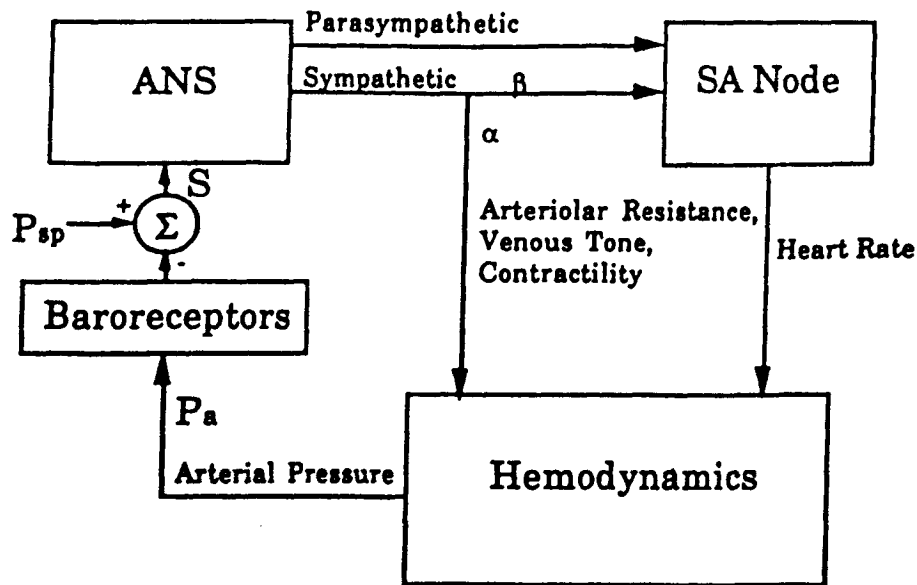 Parasympathetic
ANS
Sympathetic
β
SA Node
α
S
+
Psp
Σ
-
Arteriolar Resistance,
Venous Tone,
Contractility
Heart Rate
Baroreceptors
Pa
Arterial Pressure
Hemodynamics